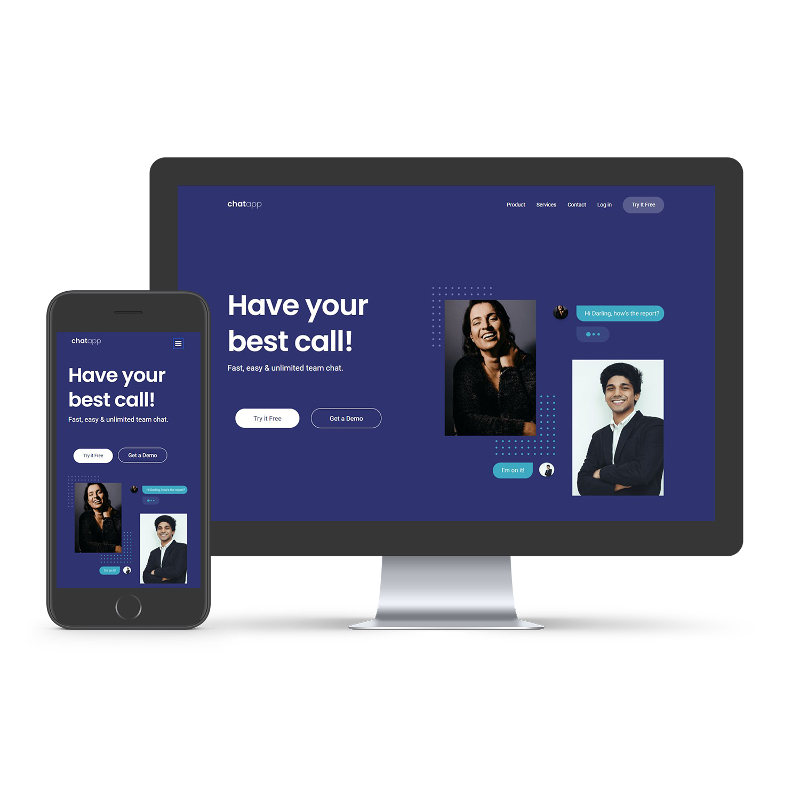 chatapp
Product Services Contact Log in Try it Free
Have your
best call!
Fast, easy & unlimited team chat.
Try it Free Get a Demo
Hi Darling, how's the report?
I'm on it!
chatapp
Have your
best call!
Fast, easy & unlimited team chat.
Try it Free Get a Demo
Hi Darling, how's the report?
I'm on it!